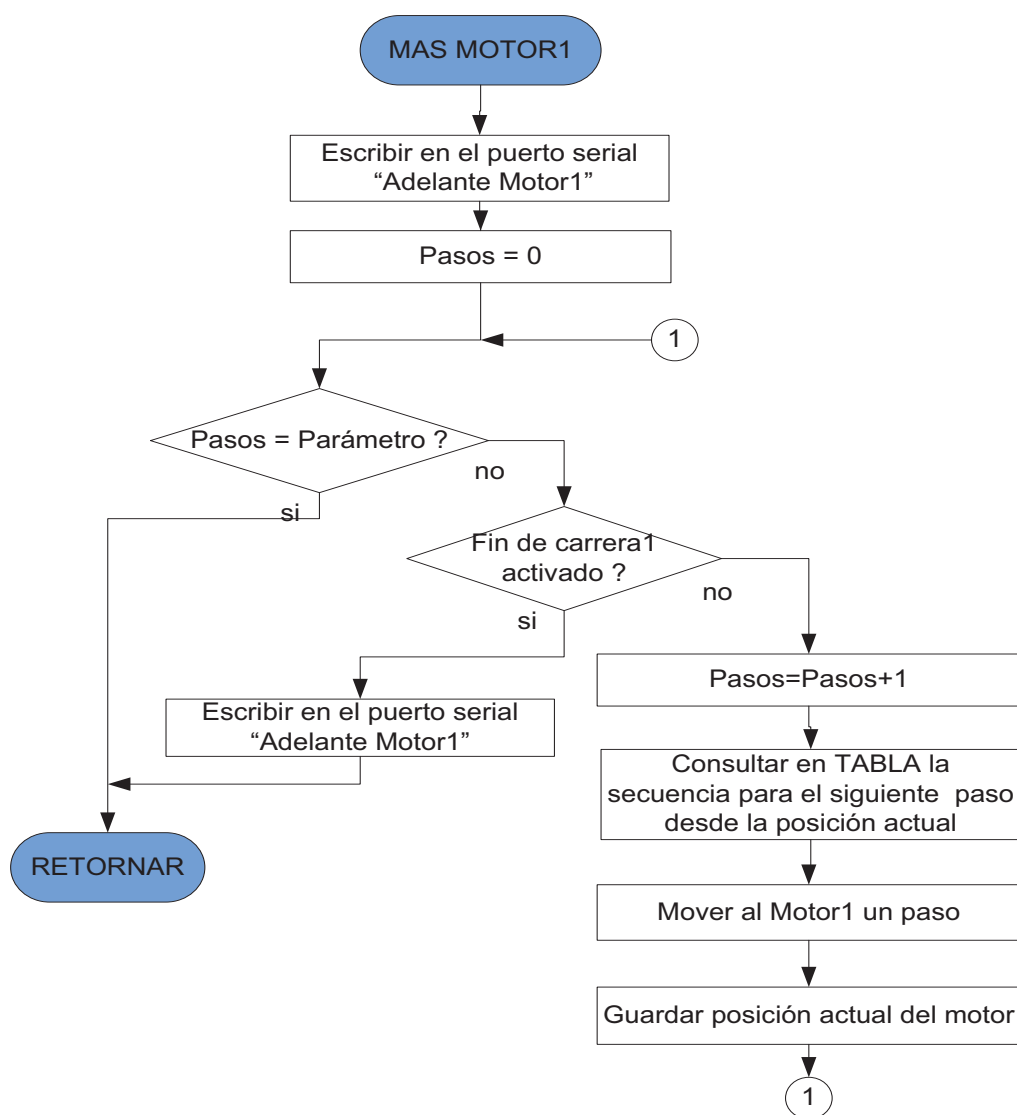 MAS MOTOR1
Escribir en el puerto serial
“Adelante Motor1”
Pasos = 0
1
Pasos = Parámetro ?
no
si
Fin de carrera1
activado ?
no
si
Pasos=Pasos+1
Escribir en el puerto serial
“Adelante Motor1”
Consultar en TABLA la
secuencia para el siguiente paso
desde la posición actual
RETORNAR
Mover al Motor1 un paso
Guardar posición actual del motor
1